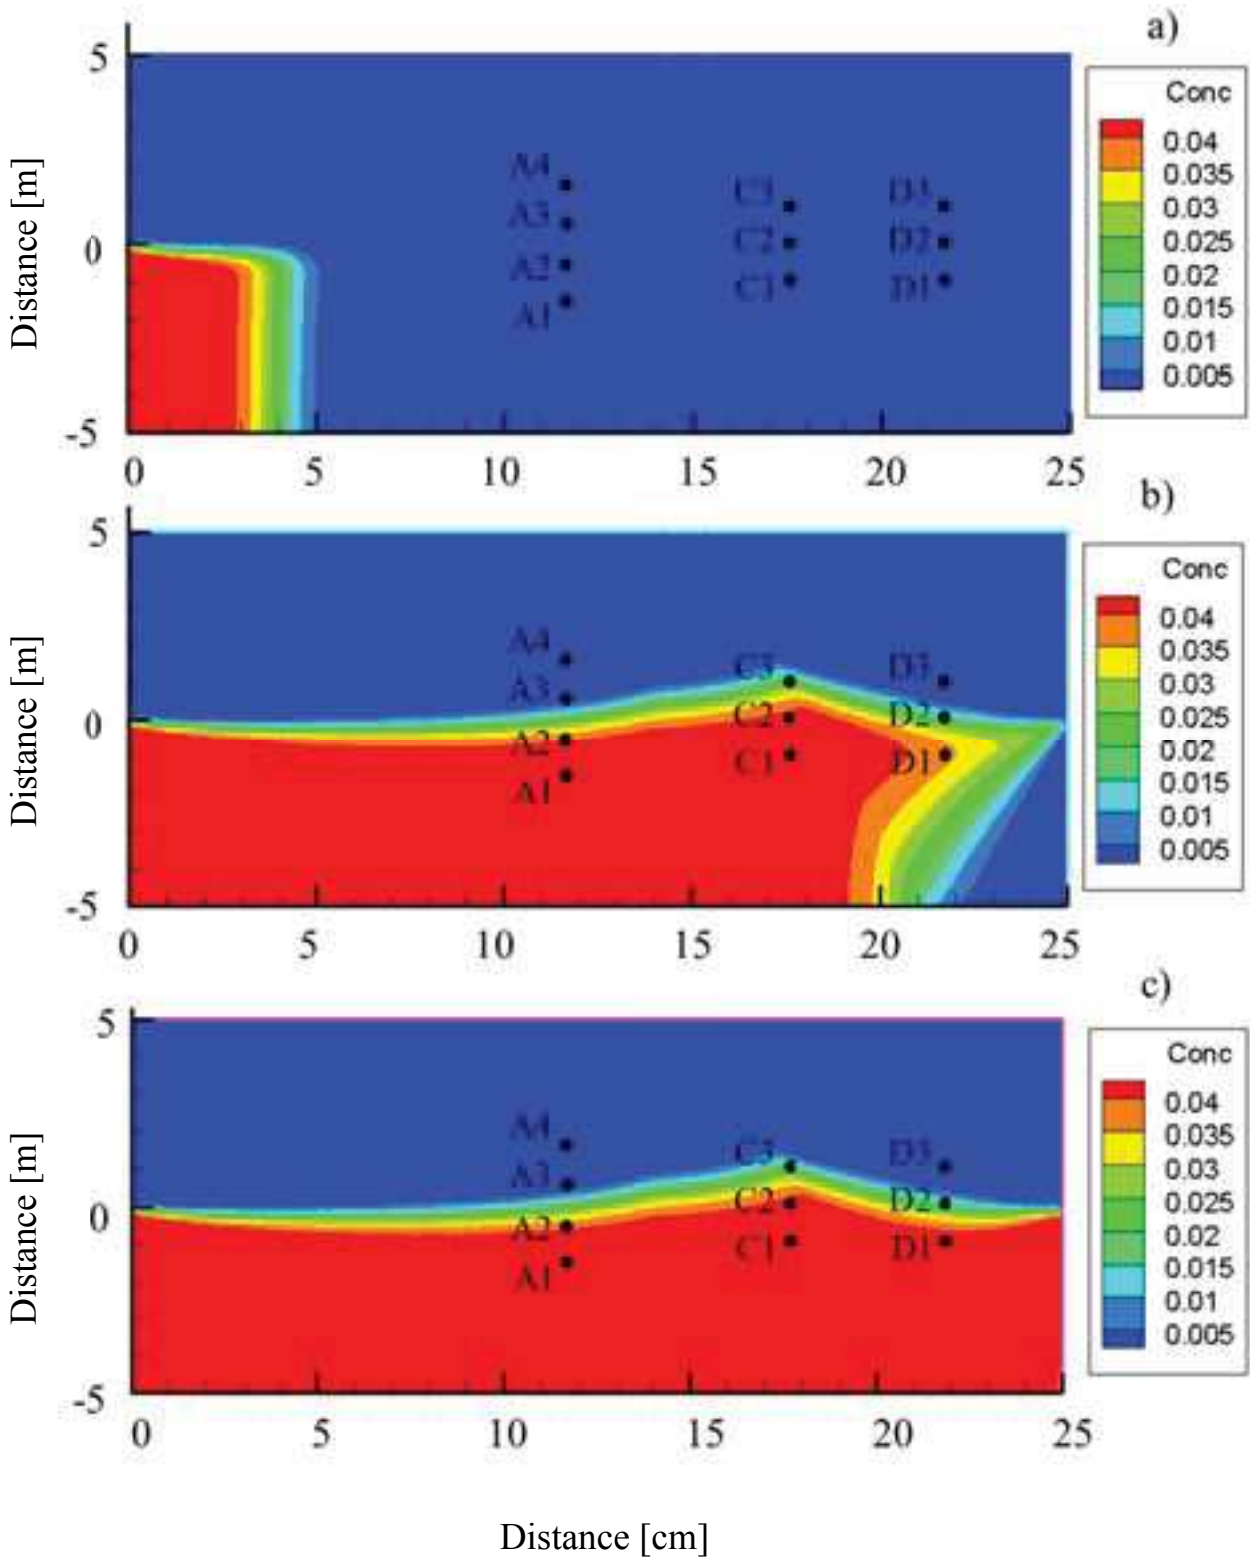 a)
Conc
0.04
0.035
0.03
0.025
0.02
0.015
0.01
0.005
Distance [m]
5
0
-5
A4
A3
A2
A1
C3
C2
C1
D3
D2
D1
0 5 10 15 20 25
b)
Conc
0.04
0.035
0.03
0.025
0.02
0.015
0.01
0.005
Distance [m]
5
0
-5
A4
A3
A2
A1
C3
C2
C1
D3
D2
D1
0 5 10 15 20 25
c)
Conc
0.04
0.035
0.03
0.025
0.02
0.015
0.01
0.005
Distance [m]
5
0
-5
A4
A3
A2
A1
C3
C2
C1
D3
D2
D1
0 5 10 15 20 25
Distance [cm]